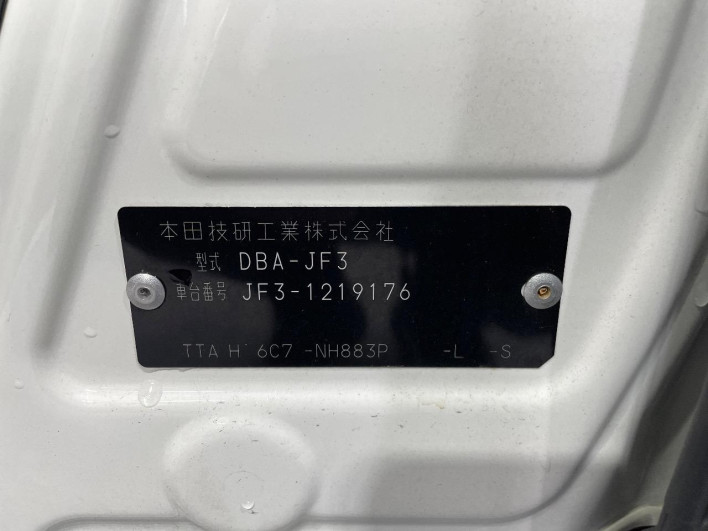 本田技研工業株式会社
型式 DBA-JF3
車台番号 JF3-1219176
TTA H 6C7 -NH883P -L -S